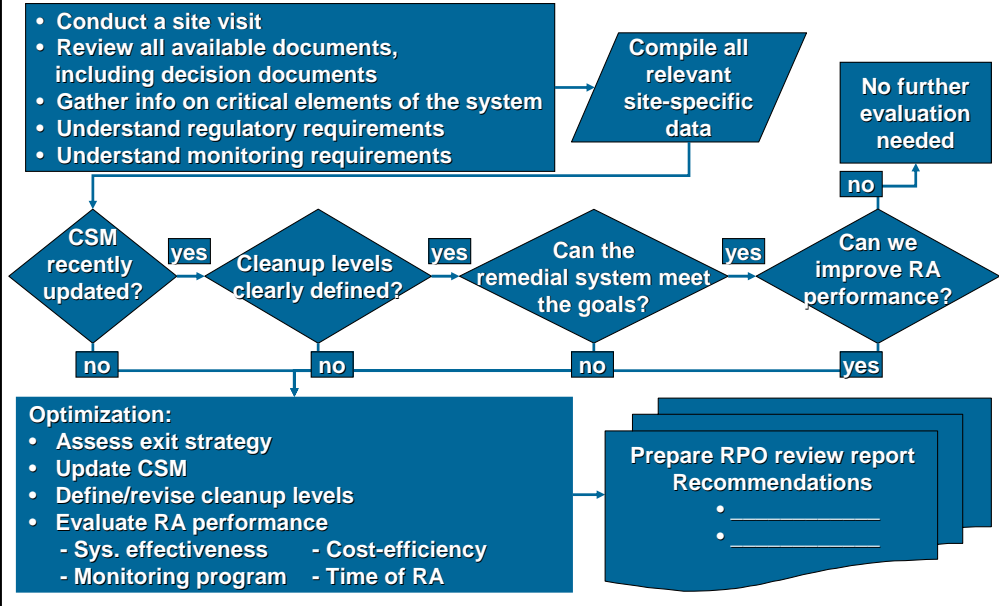 • Conduct a site visit
• Review all available documents,
including decision documents
• Gather info on critical elements of the system
• Understand regulatory requirements
• Understand monitoring requirements
Compile all
relevant
site-specific
data
No further
evaluation
needed
no
CSM
recently
updated?
yes
Cleanup levels
clearly defined?
yes
Can the
remedial system meet
the goals?
yes
Can we
improve RA
performance?
no
no
no
yes
Optimization:
• Assess exit strategy
• Update CSM
• Define/revise cleanup levels
• Evaluate RA performance
- Sys. effectiveness - Cost-efficiency
- Monitoring program - Time of RA
Prepare RPO review report
Recommendations
• ____________
• ____________